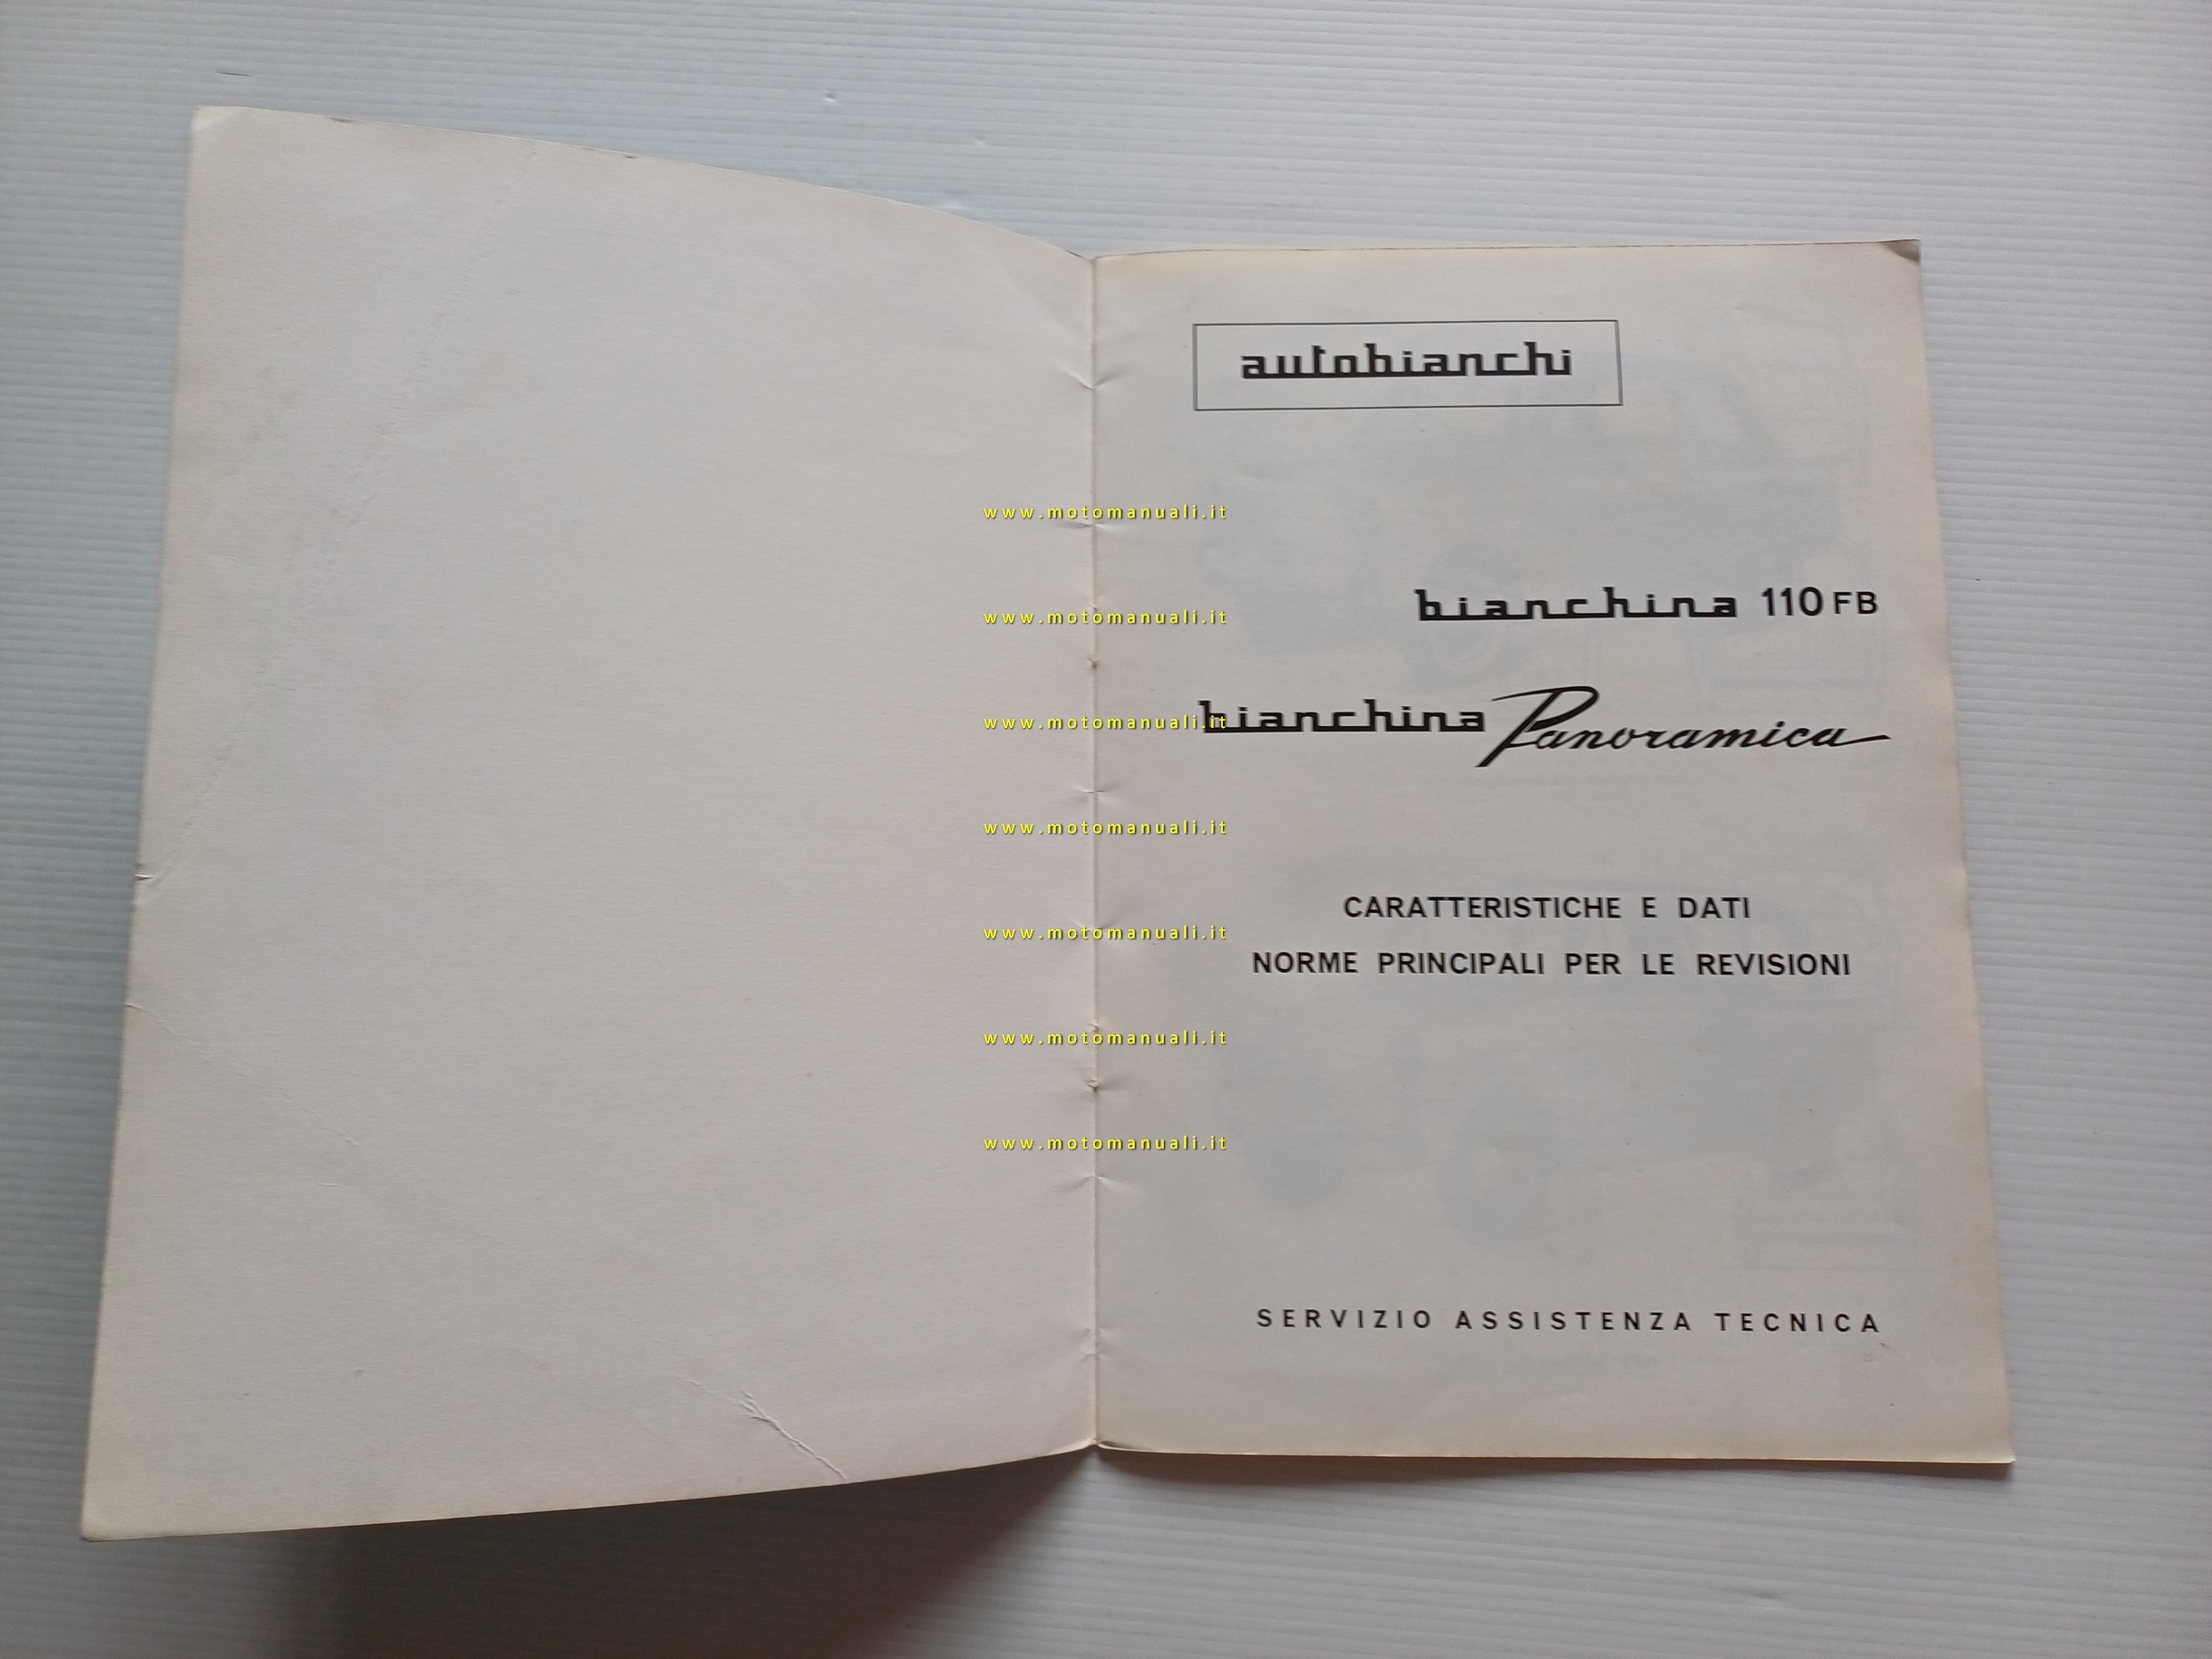 autobianchi
www.motomanuali.it
bianchina 110 FB
www.motomanuali.it
bianchina Panoramica
www.motomanuali.it
www.motomanuali.it
CARATTERISTICHE E DATI
www.motomanuali.it
NORME PRINCIPALI PER LE REVISIONI
www.motomanuali.it
www.motomanuali.it
SERVIZIO ASSISTENZA TECNICA